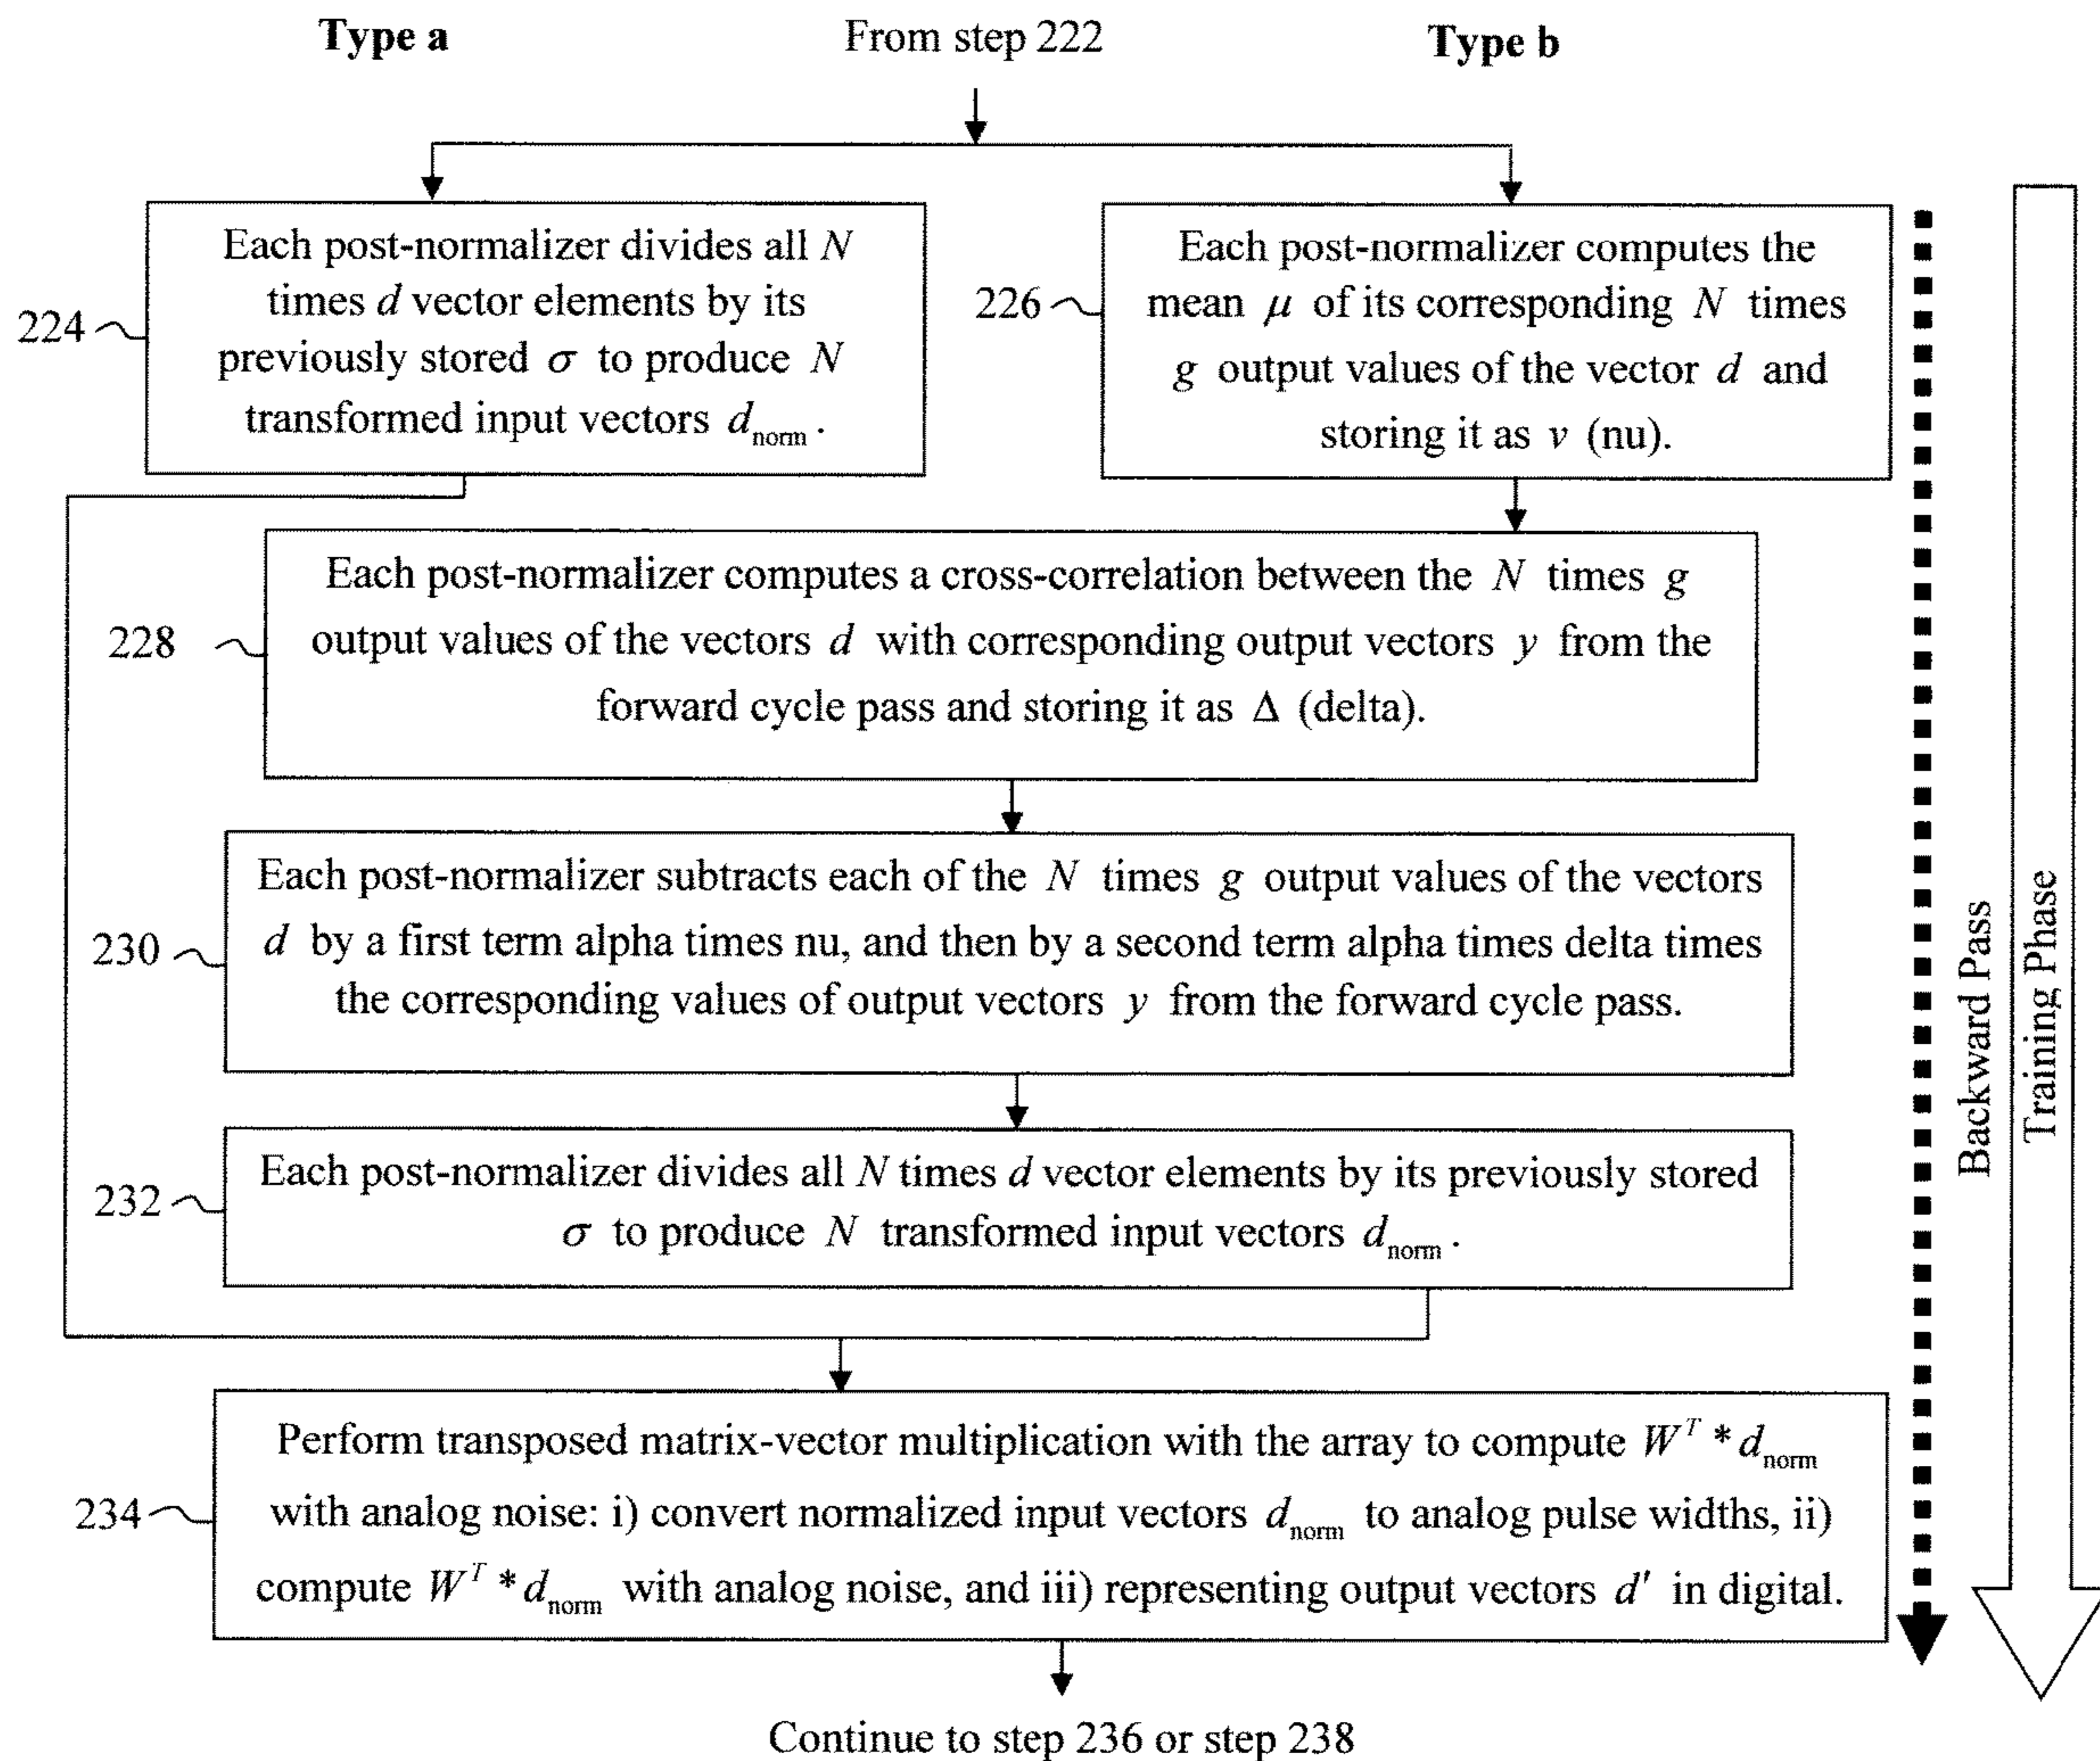 Type a
From step 222
Type b
Each post-normalizer divides all N
times d vector elements by its
previously stored σ to produce N
transformed input vectors d_norm.
224
Each post-normalizer computes the
mean μ of its corresponding N times
g output values of the vector d and
storing it as v (nu).
226
Each post-normalizer computes a cross-correlation between the N times g
output values of the vectors d with corresponding output vectors y from the
forward cycle pass and storing it as Δ (delta).
228
Each post-normalizer subtracts each of the N times g output values of the vectors
d by a first term alpha times nu, and then by a second term alpha times delta times
the corresponding values of output vectors y from the forward cycle pass.
230
Each post-normalizer divides all N times d vector elements by its previously stored
σ to produce N transformed input vectors d_norm.
232
Perform transposed matrix-vector multiplication with the array to compute W^T * d_norm
with analog noise: i) convert normalized input vectors d_norm to analog pulse widths, ii)
compute W^T * d_norm with analog noise, and iii) representing output vectors d' in digital.
234
Backward Pass
Training Phase
Continue to step 236 or step 238